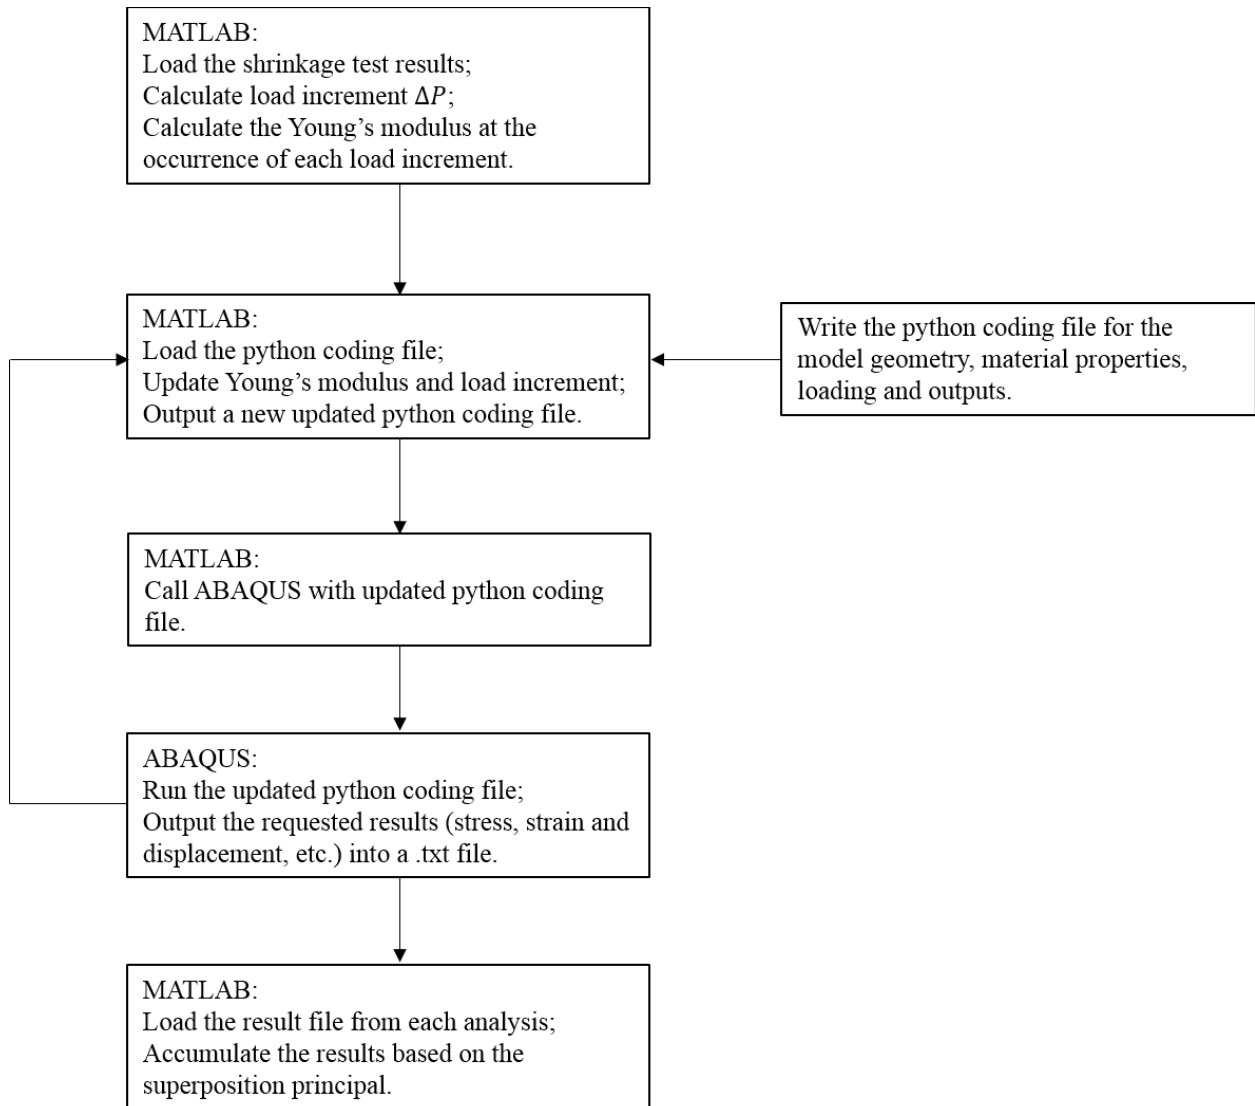 MATLAB:
Load the shrinkage test results;
Calculate load increment ΔP;
Calculate the Young’s modulus at the
occurrence of each load increment.
MATLAB:
Load the python coding file;
Update Young’s modulus and load increment;
Output a new updated python coding file.
Write the python coding file for the
model geometry, material properties,
loading and outputs.
MATLAB:
Call ABAQUS with updated python coding
file.
ABAQUS:
Run the updated python coding file;
Output the requested results (stress, strain and
displacement, etc.) into a .txt file.
MATLAB:
Load the result file from each analysis;
Accumulate the results based on the
superposition principal.